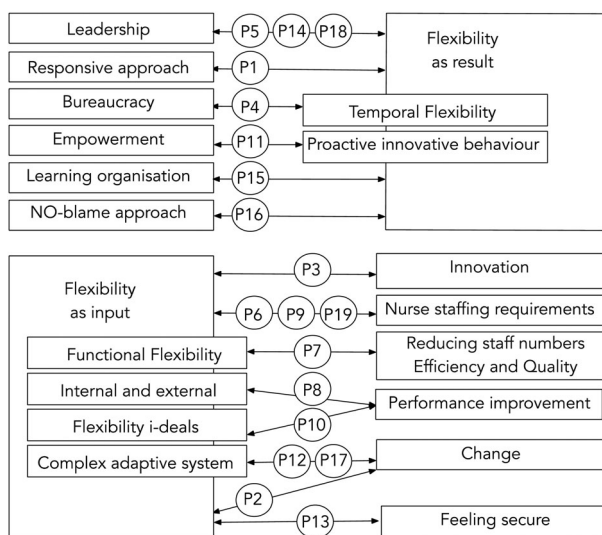 Leadership
P5 P14 P18
Flexibility
as result
Responsive approach
P1
Bureaucracy
P4
Temporal Flexibility
Empowerment
P11
Proactive innovative behaviour
Learning organisation
P15
NO-blame approach
P16
Flexibility
as input
P3
Innovation
P6 P9 P19
Nurse staffing requirements
Functional Flexibility
P7
Reducing staff numbers
Efficiency and Quality
Internal and external
P8
Performance improvement
Flexibility i-deals
P10
Complex adaptive system
P12 P17
Change
P2
P13
Feeling secure